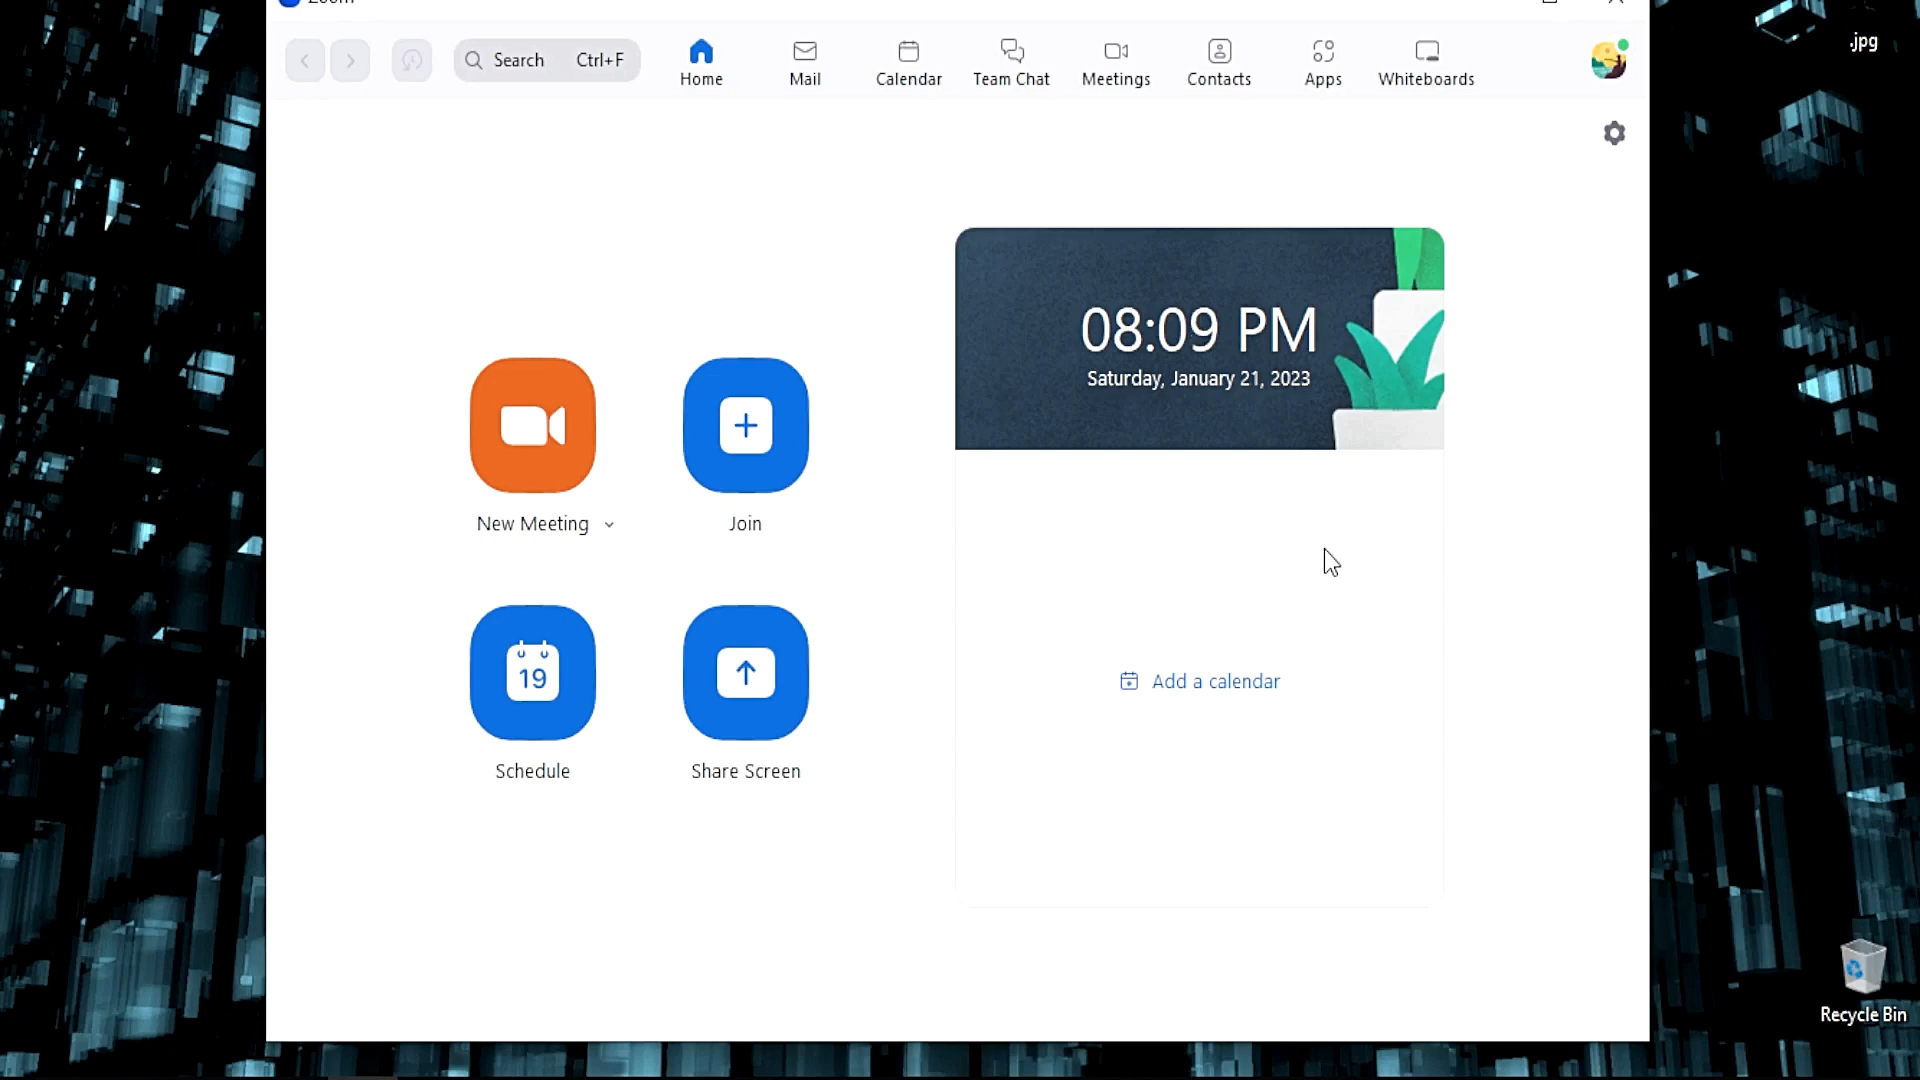 Zoom
.jpg
Search Ctrl+F
Home
Mail
Calendar
Team Chat
Meetings
Contacts
Apps
Whiteboards
08:09 PM
Saturday, January 21, 2023
New Meeting
Join
19
Schedule
Share Screen
Add a calendar
Recycle Bin